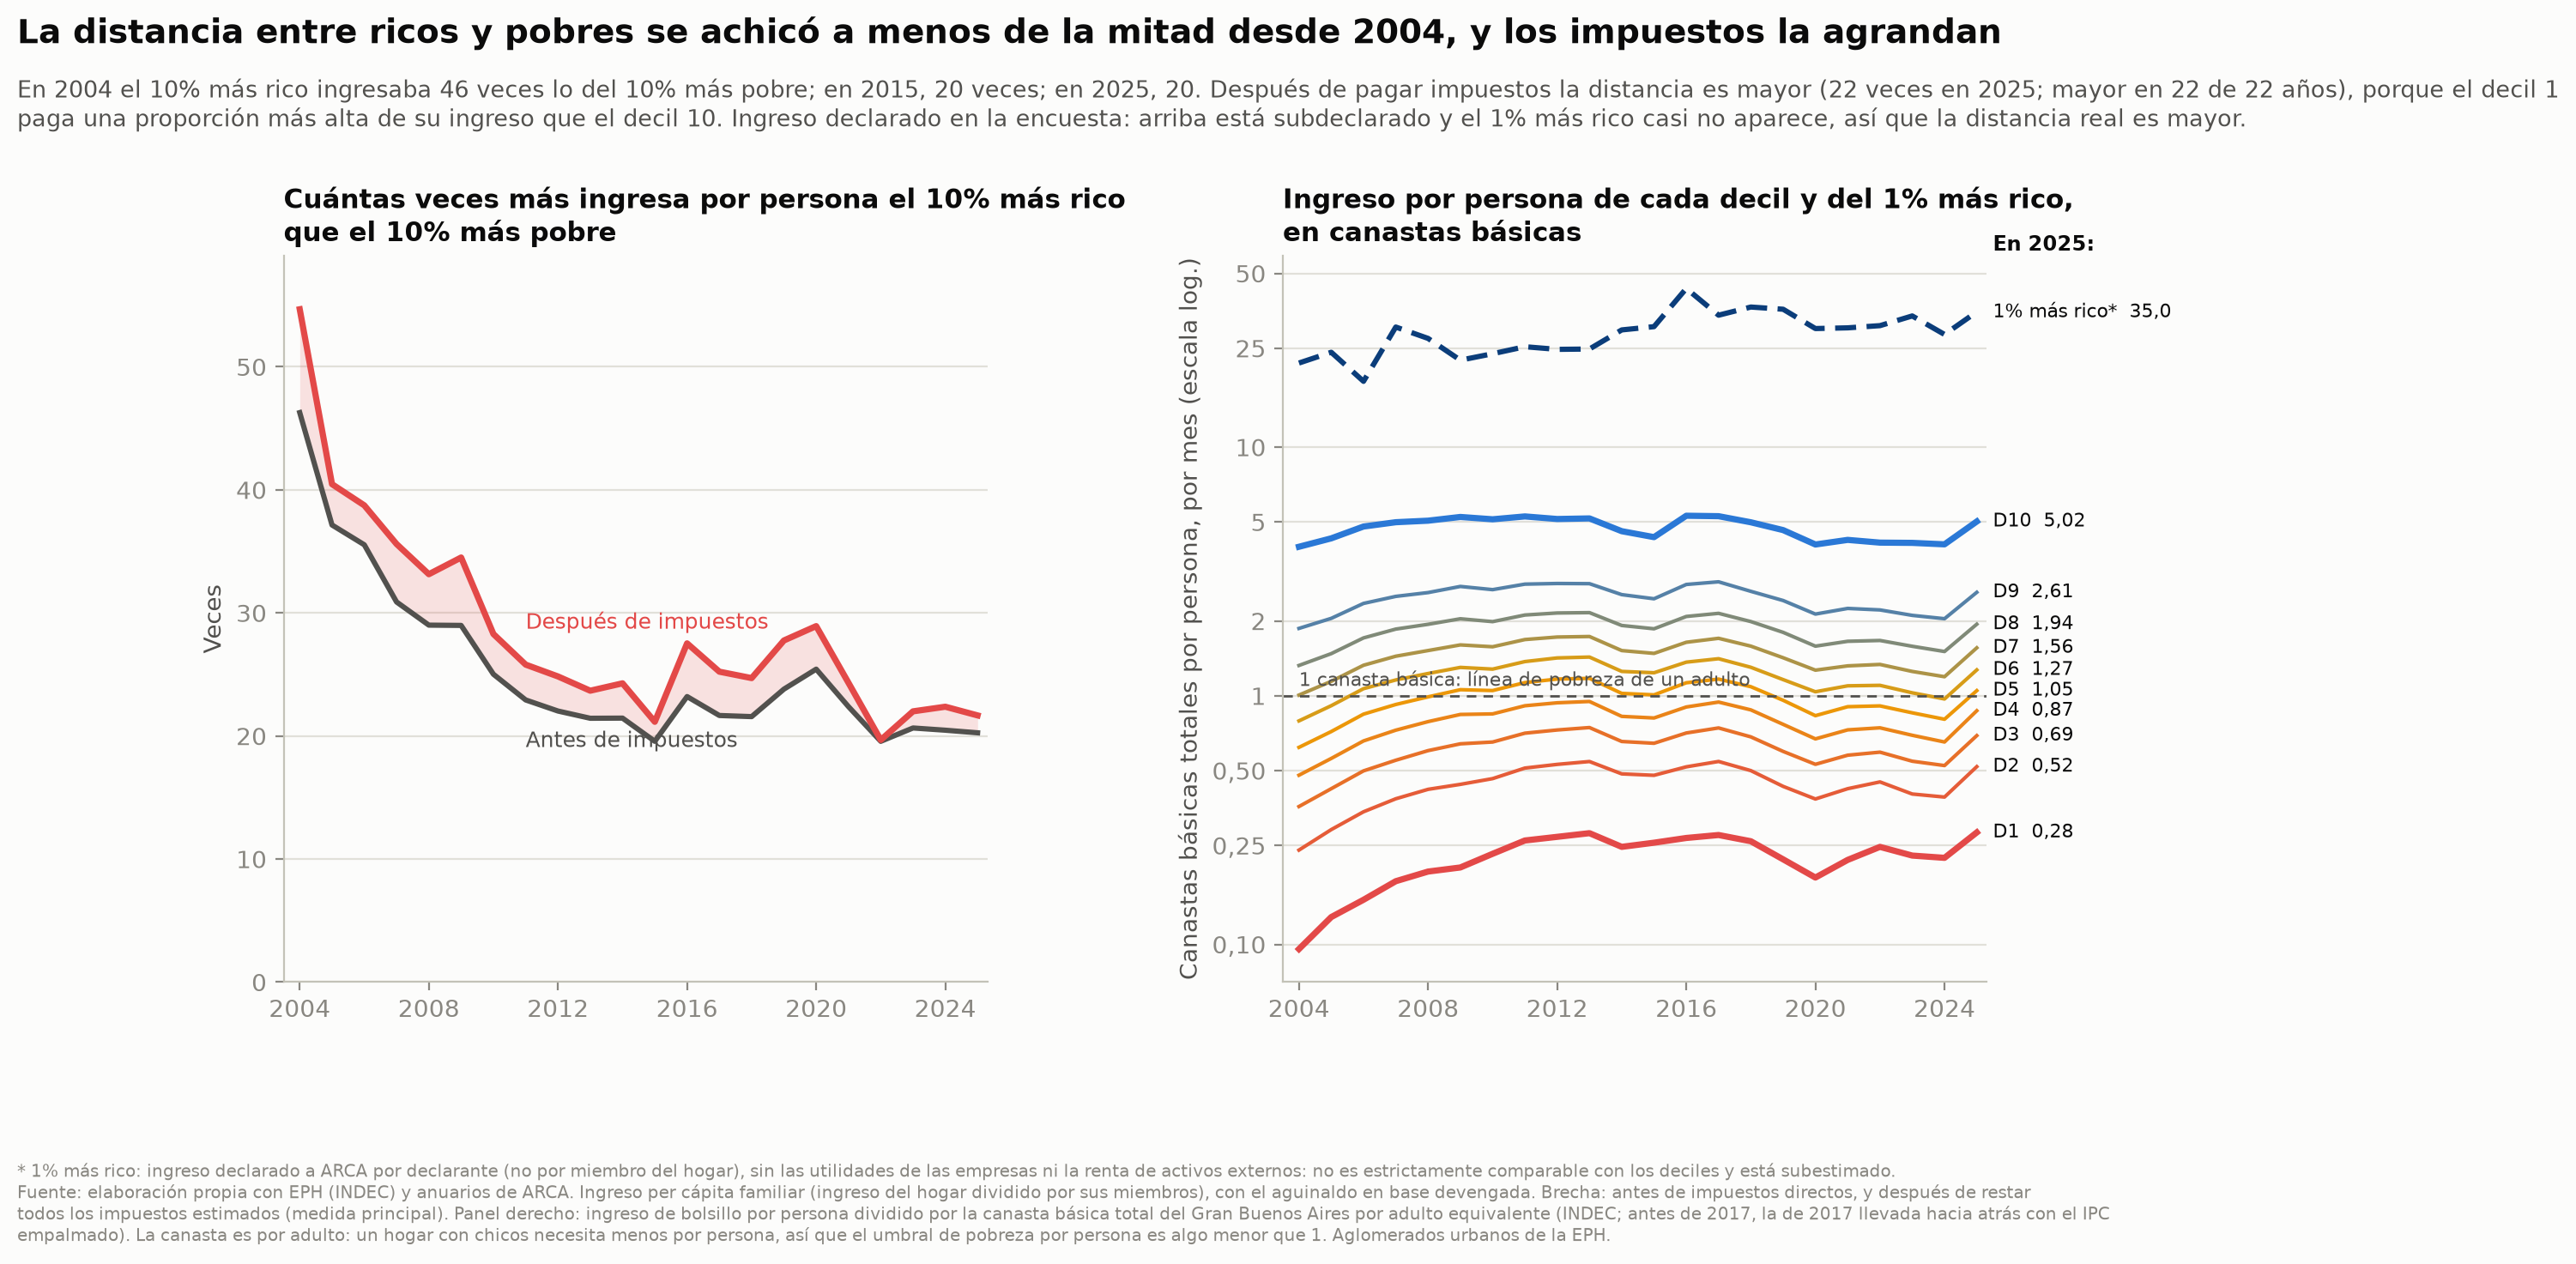 La distancia entre ricos y pobres se achicó a menos de la mitad desde 2004, y los impuestos la agrandan
En 2004 el 10% más rico ingresaba 46 veces lo del 10% más pobre; en 2015, 20 veces; en 2025, 20. Después de pagar impuestos la distancia es mayor (22 veces en 2025; mayor en 22 de 22 años), porque el decil 1
paga una proporción más alta de su ingreso que el decil 10. Ingreso declarado en la encuesta: arriba está subdeclarado y el 1% más rico casi no aparece, así que la distancia real es mayor.
Cuántas veces más ingresa por persona el 10% más rico
que el 10% más pobre
Veces
50
40
30
20
10
0
Después de impuestos
Antes de impuestos
2004 2008 2012 2016 2020 2024
Ingreso por persona de cada decil y del 1% más rico,
en canastas básicas
Canastas básicas totales por persona, por mes (escala log.)
50
25
10
5
2
1
0,50
0,25
0,10
1 canasta básica: línea de pobreza de un adulto
2004 2008 2012 2016 2020 2024
En 2025:
1% más rico* 35,0
D10 5,02
D9 2,61
D8 1,94
D7 1,56
D6 1,27
D5 1,05
D4 0,87
D3 0,69
D2 0,52
D1 0,28
* 1% más rico: ingreso declarado a ARCA por declarante (no por miembro del hogar), sin las utilidades de las empresas ni la renta de activos externos: no es estrictamente comparable con los deciles y está subestimado.
Fuente: elaboración propia con EPH (INDEC) y anuarios de ARCA. Ingreso per cápita familiar (ingreso del hogar dividido por sus miembros), con el aguinaldo en base devengada. Brecha: antes de impuestos directos, y después de restar
todos los impuestos estimados (medida principal). Panel derecho: ingreso de bolsillo por persona dividido por la canasta básica total del Gran Buenos Aires por adulto equivalente (INDEC; antes de 2017, la de 2017 llevada hacia atrás con el IPC
empalmado). La canasta es por adulto: un hogar con chicos necesita menos por persona, así que el umbral de pobreza por persona es algo menor que 1. Aglomerados urbanos de la EPH.